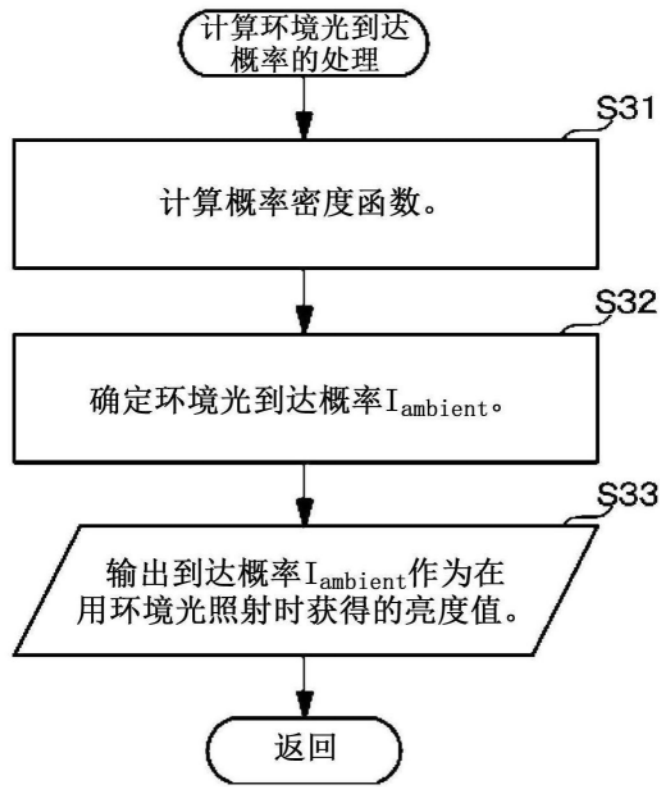 计算环境光到达
概率的处理
S31
计算概率密度函数。
S32
确定环境光到达概率I_ambient。
S33
输出到达概率I_ambient作为在
用环境光照射时获得的亮度值。
返回